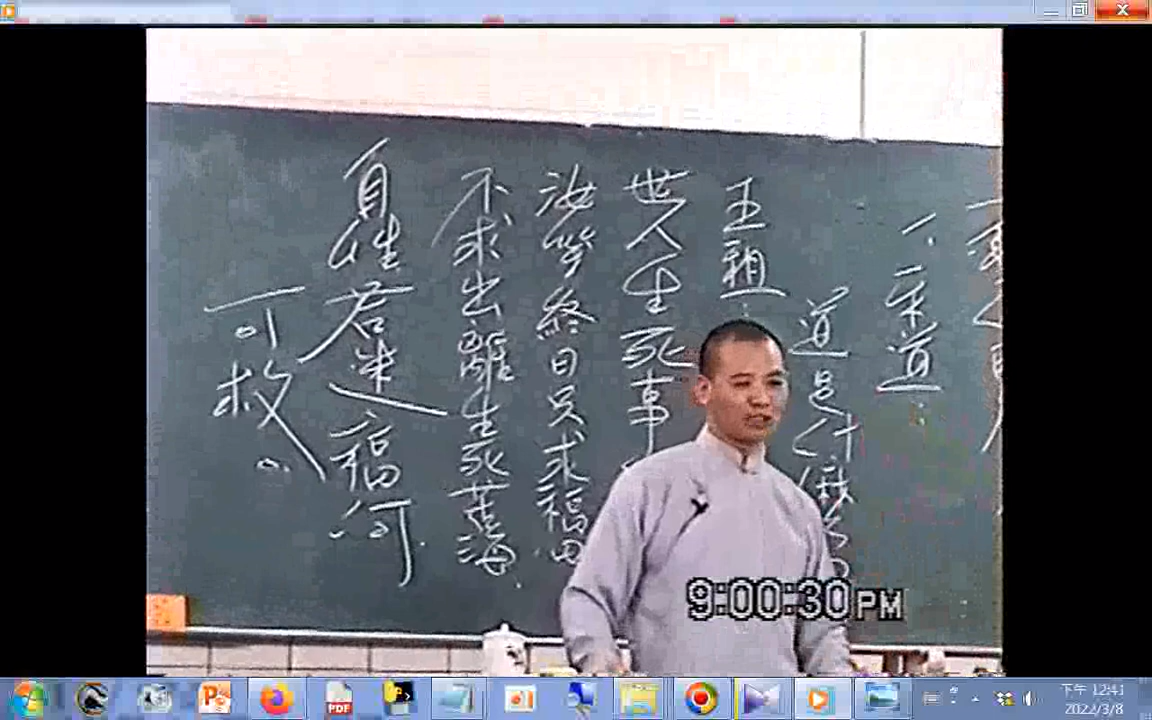 一、求道：
道是什
五祖：
世人生死事
汝等終日只求福田
不求出離生死苦海
自性若迷福何
可救。
9:00:30 PM
PDF
下午 12:41
2022/3/8